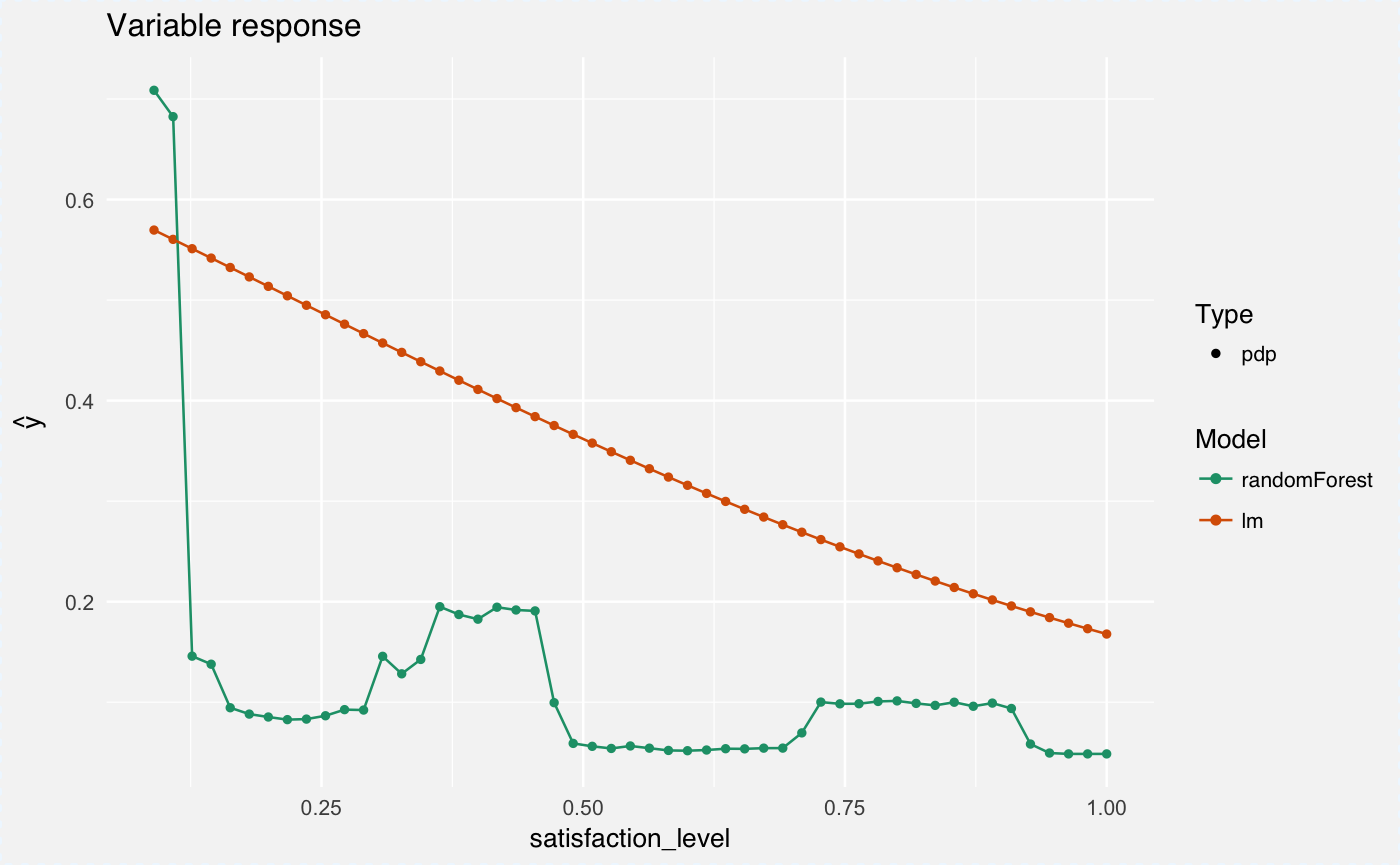 Variable response
0.6
0.4
0.2
ŷ
0.25 0.50 0.75 1.00
satisfaction_level
Type
pdp
Model
randomForest
lm